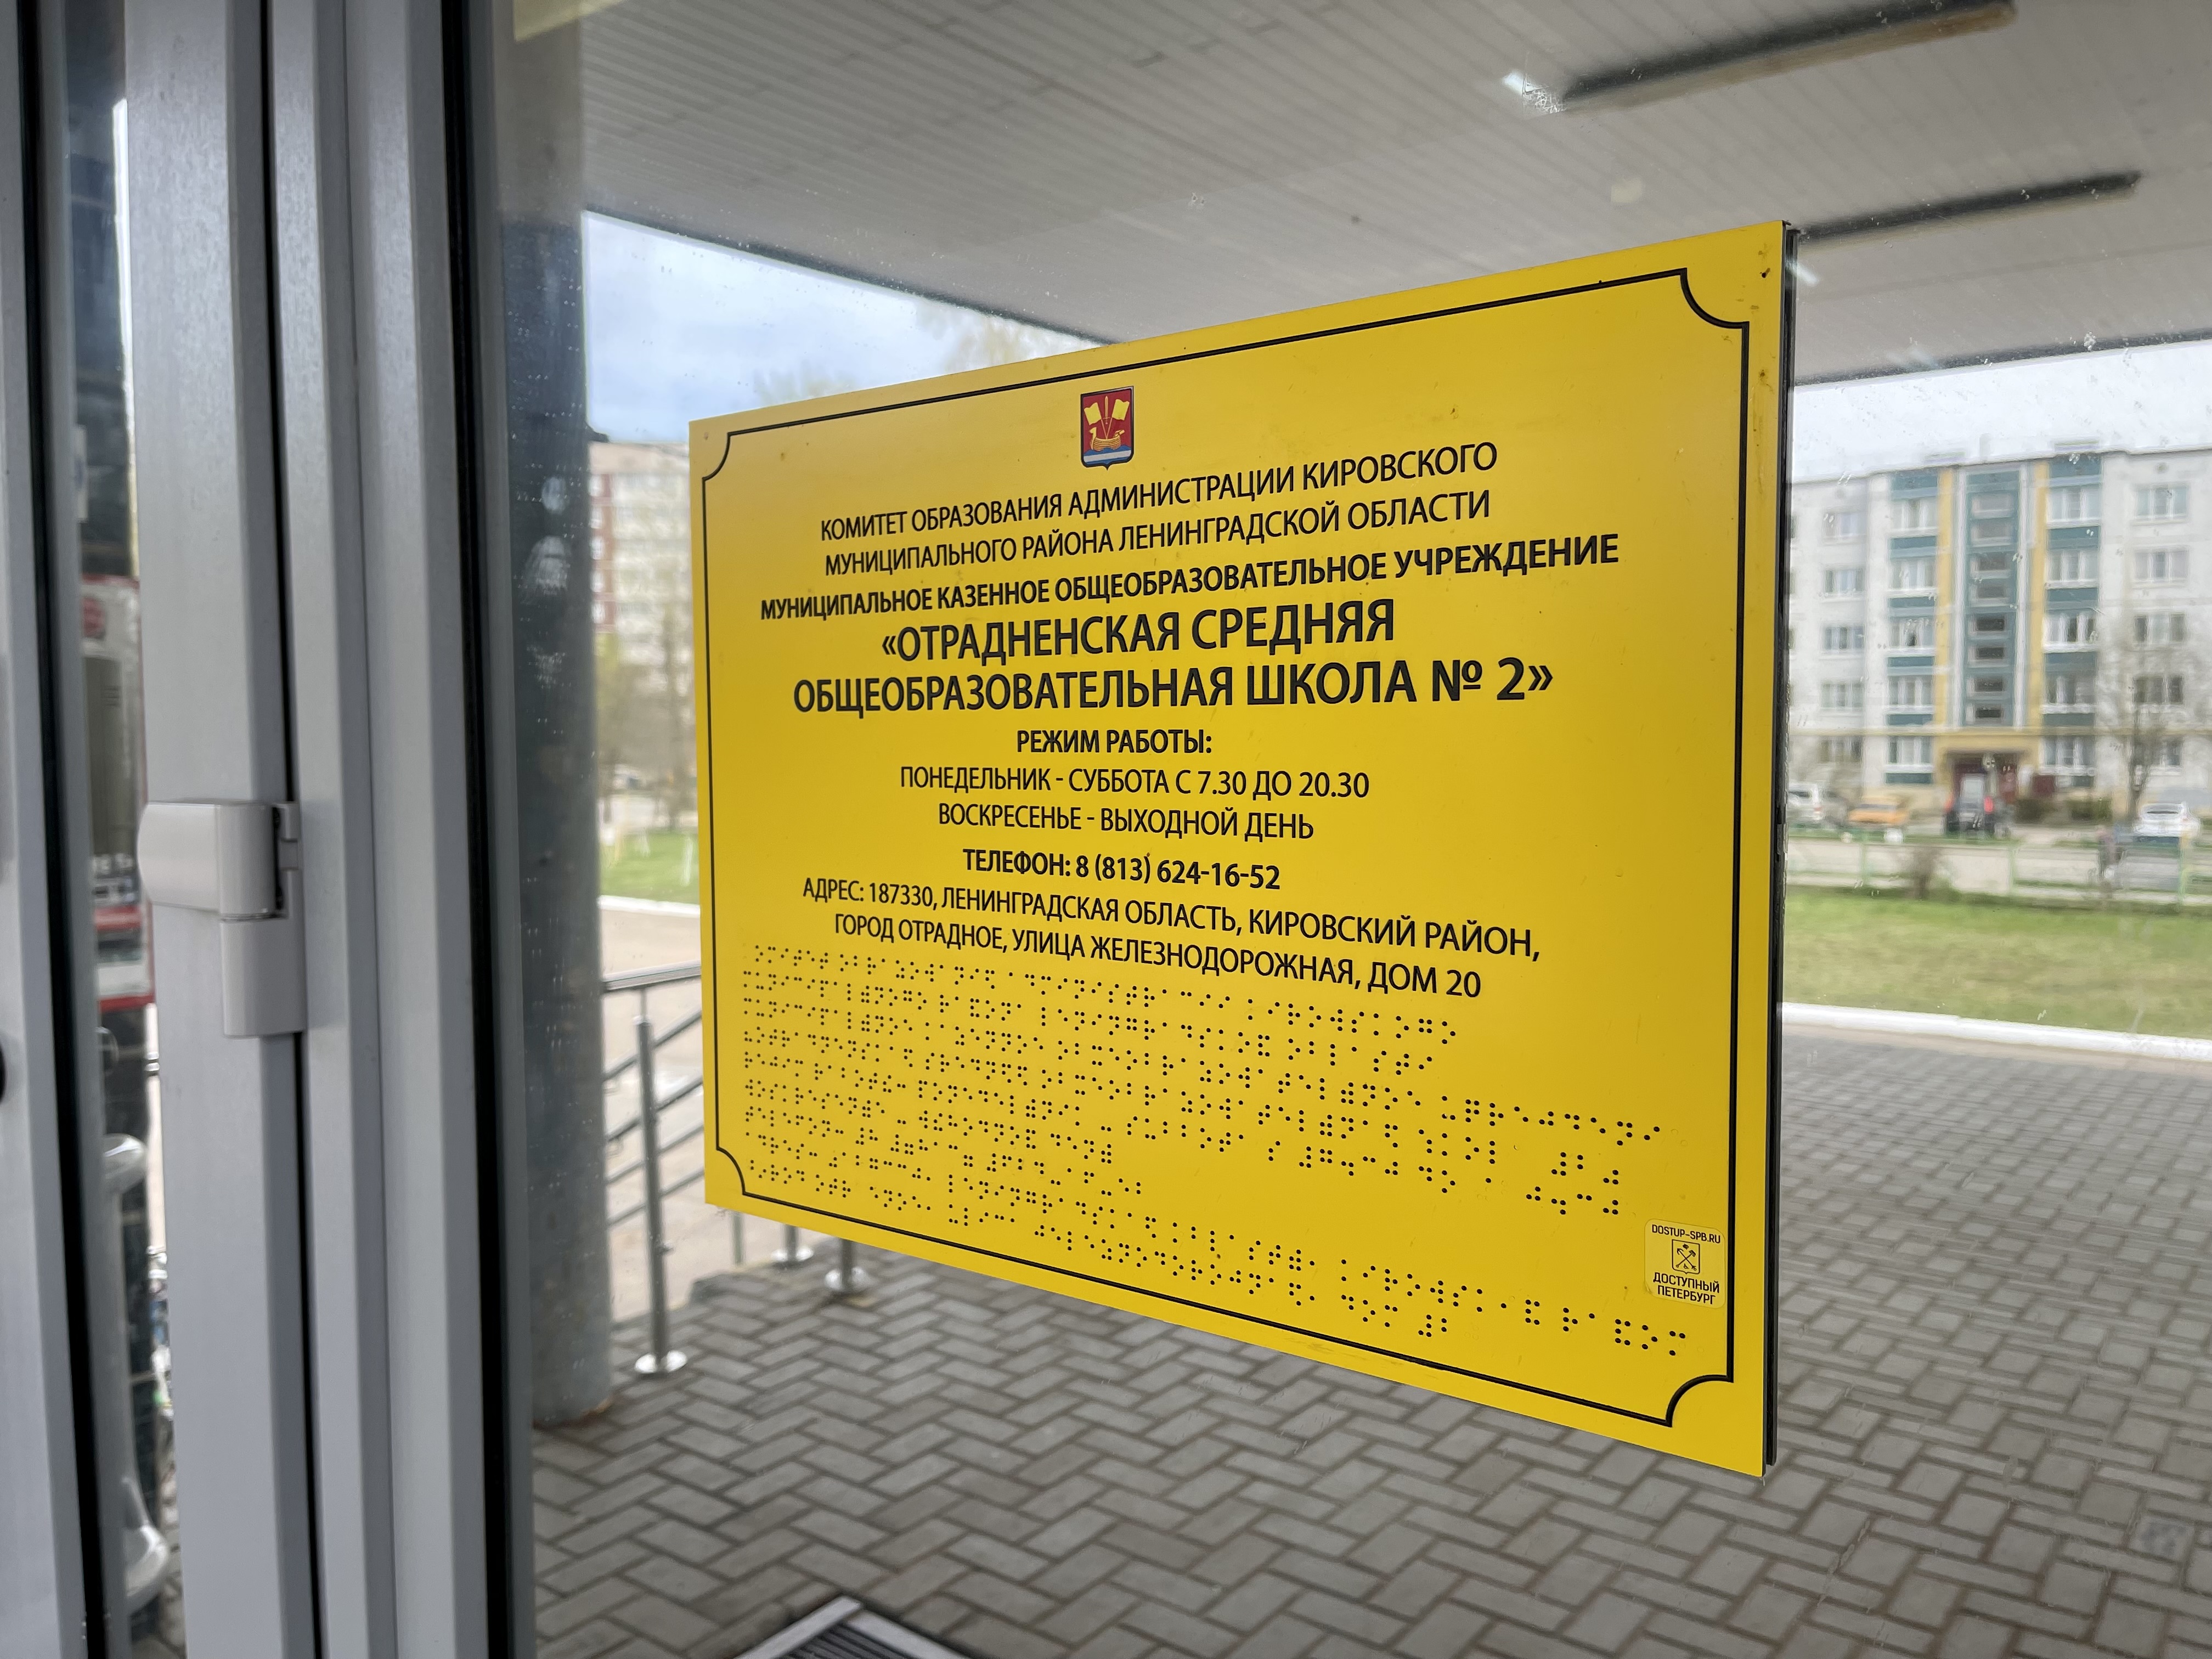 КОМИТЕТ ОБРАЗОВАНИЯ АДМИНИСТРАЦИИ КИРОВСКОГО
МУНИЦИПАЛЬНОГО РАЙОНА ЛЕНИНГРАДСКОЙ ОБЛАСТИ
МУНИЦИПАЛЬНОЕ КАЗЕННОЕ ОБЩЕОБРАЗОВАТЕЛЬНОЕ УЧРЕЖДЕНИЕ
«ОТРАДНЕНСКАЯ СРЕДНЯЯ
ОБЩЕОБРАЗОВАТЕЛЬНАЯ ШКОЛА № 2»
РЕЖИМ РАБОТЫ:
ПОНЕДЕЛЬНИК - СУББОТА С 7.30 ДО 20.30
ВОСКРЕСЕНЬЕ - ВЫХОДНОЙ ДЕНЬ
ТЕЛЕФОН: 8 (813) 624-16-52
АДРЕС: 187330, ЛЕНИНГРАДСКАЯ ОБЛАСТЬ, КИРОВСКИЙ РАЙОН,
ГОРОД ОТРАДНОЕ, УЛИЦА ЖЕЛЕЗНОДОРОЖНАЯ, ДОМ 20
DOSTUP-SPB.RU
ДОСТУПНЫЙ
ПЕТЕРБУРГ